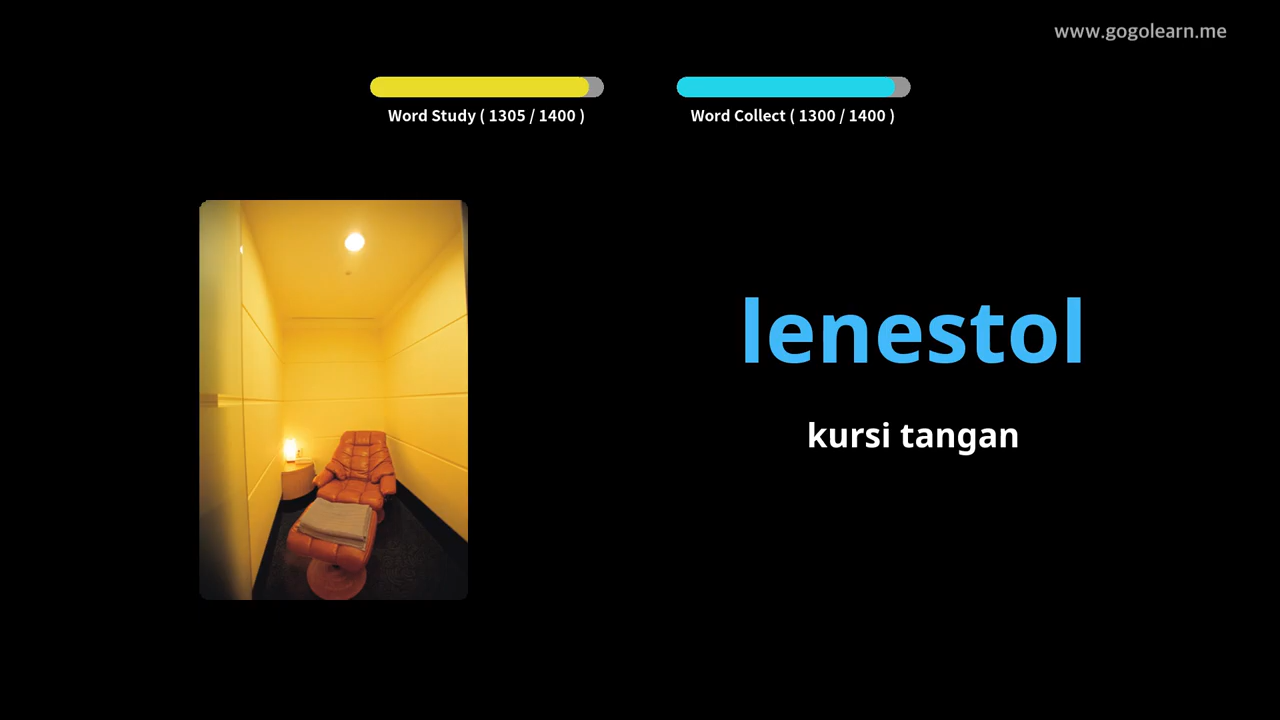 www.gogolearn.me
Word Study ( 1305 / 1400 )
Word Collect ( 1300 / 1400 )
lenestol
kursi tangan